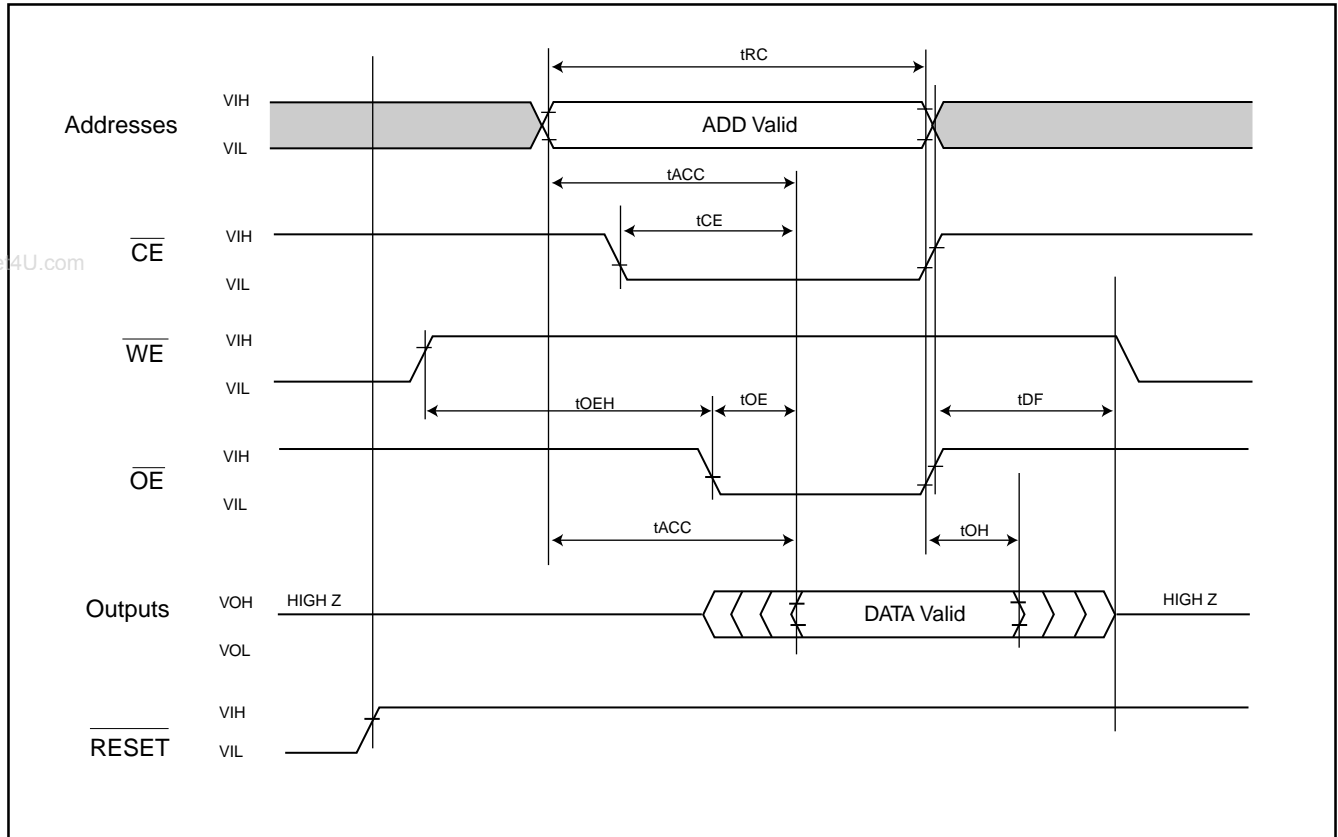 tRC
VIH
Addresses
ADD Valid
VIL
tACC
tCE
VIH
CE
et4U.com
VIL
VIH
WE
VIL
tOEH
tOE
tDF
VIH
OE
VIL
tACC
tOH
VOH
HIGH Z
Outputs
DATA Valid
HIGH Z
VOL
VIH
RESET
VIL